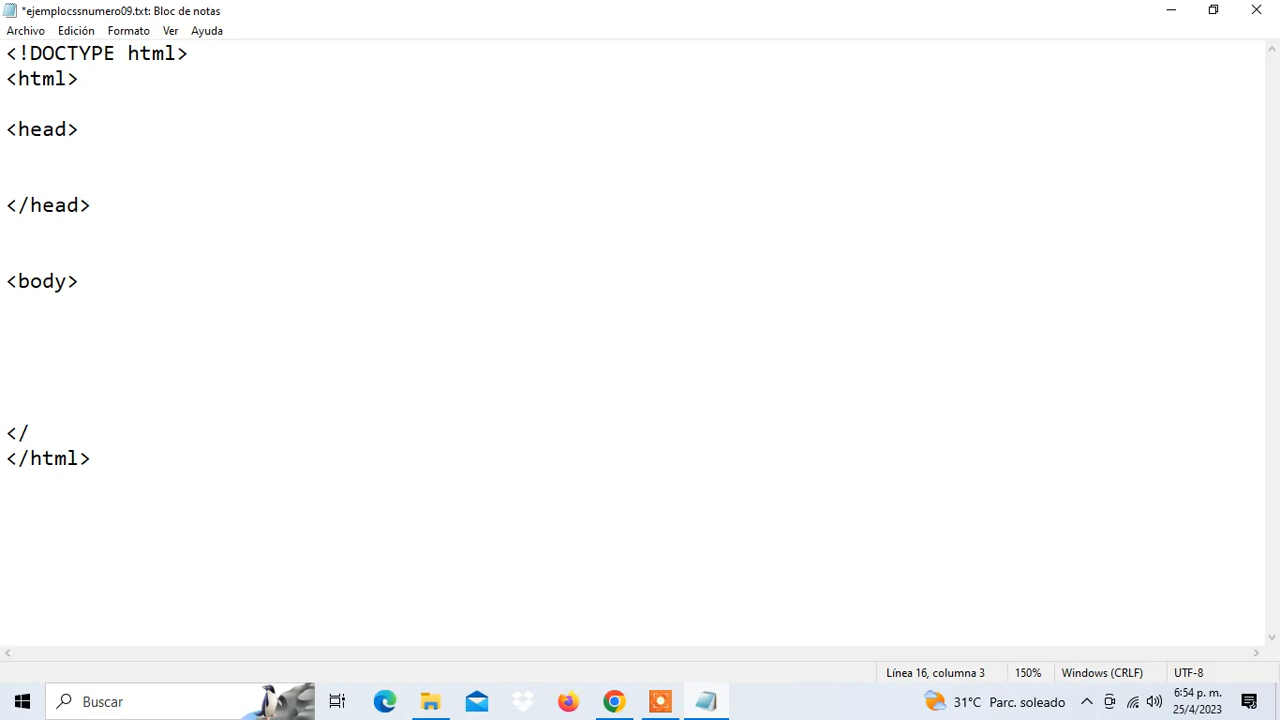 *ejemplocssnumero09.txt: Bloc de notas
Archivo Edición Formato Ver Ayuda
<!DOCTYPE html>
<html>
<head>
</head>
<body>
</
</html>
Línea 16, columna 3 150% Windows (CRLF) UTF-8
Buscar 31°C Parc. soleado 6:54 p. m.
25/4/2023